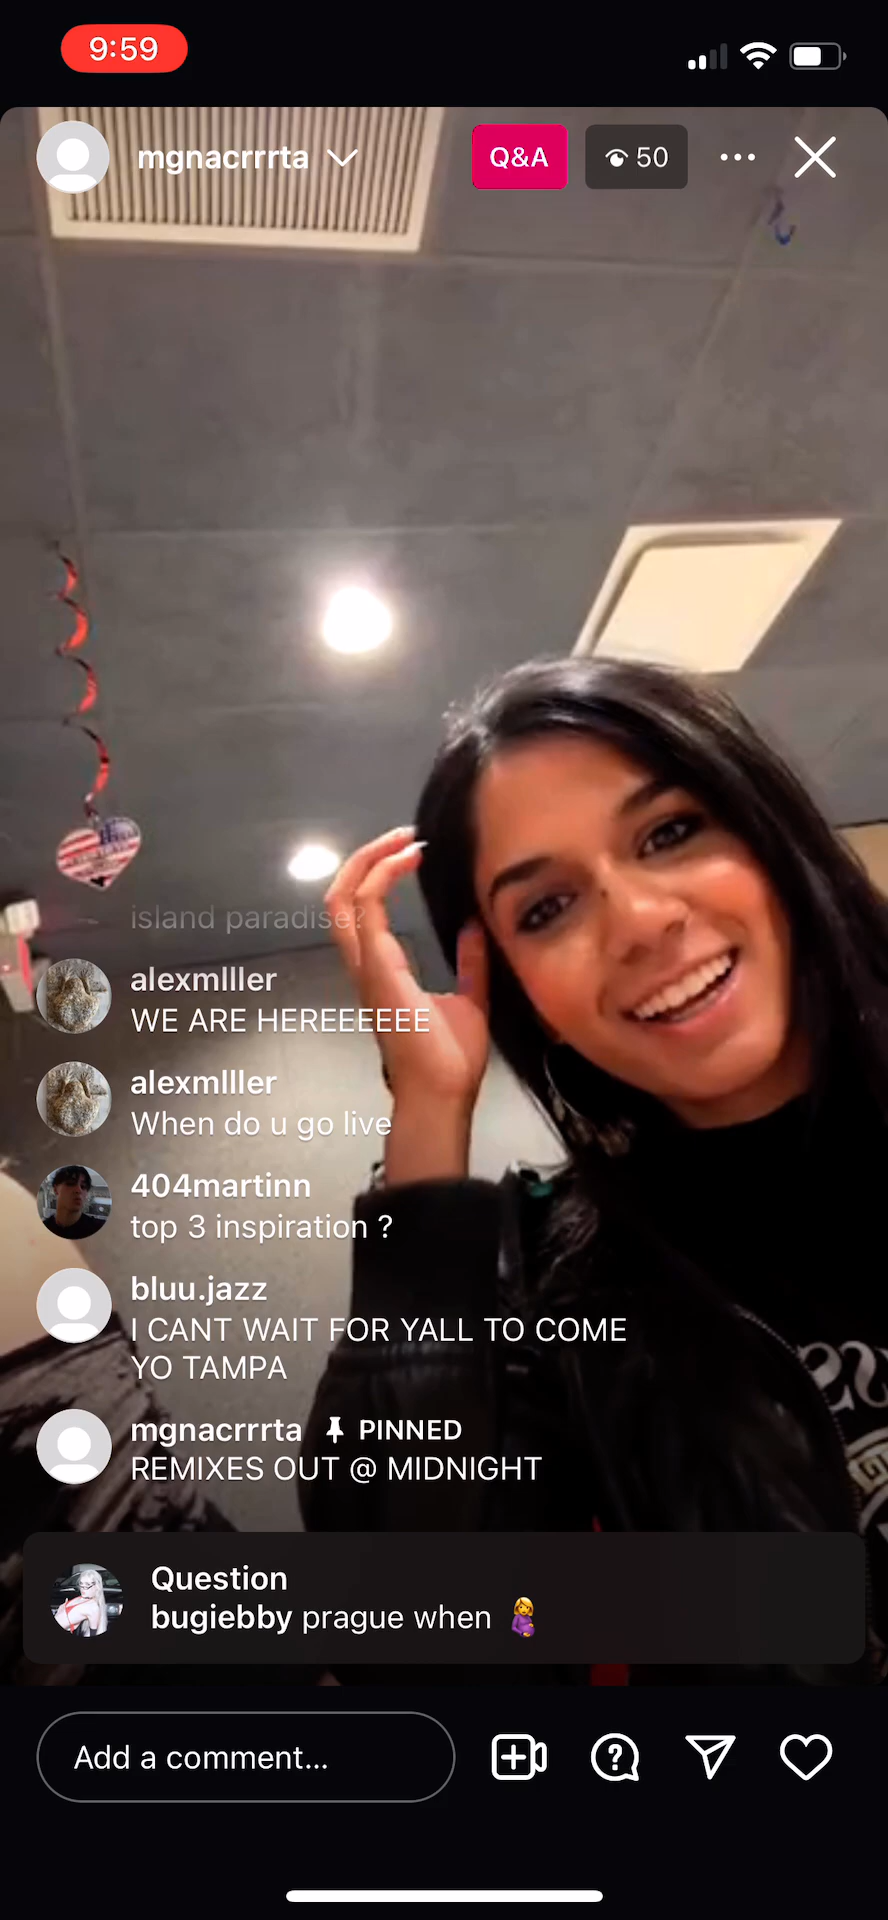 9:59
mgnacrrrta
Q&A
50
island paradise?
alexmlller
WE ARE HEREEEEEE
alexmlller
When do u go live
404martinn
top 3 inspiration ?
bluu.jazz
I CANT WAIT FOR YALL TO COME
YO TAMPA
mgnacrrrta PINNED
REMIXES OUT @ MIDNIGHT
Question
bugiebby prague when 🤰
Add a comment...